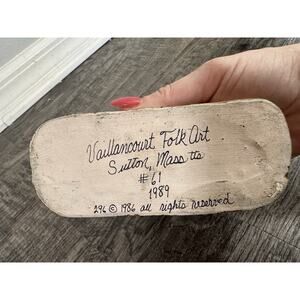 Vaillancourt Folk Art
Sutton, Mass tts
#61
1989
296 © 1986 all rights reserved